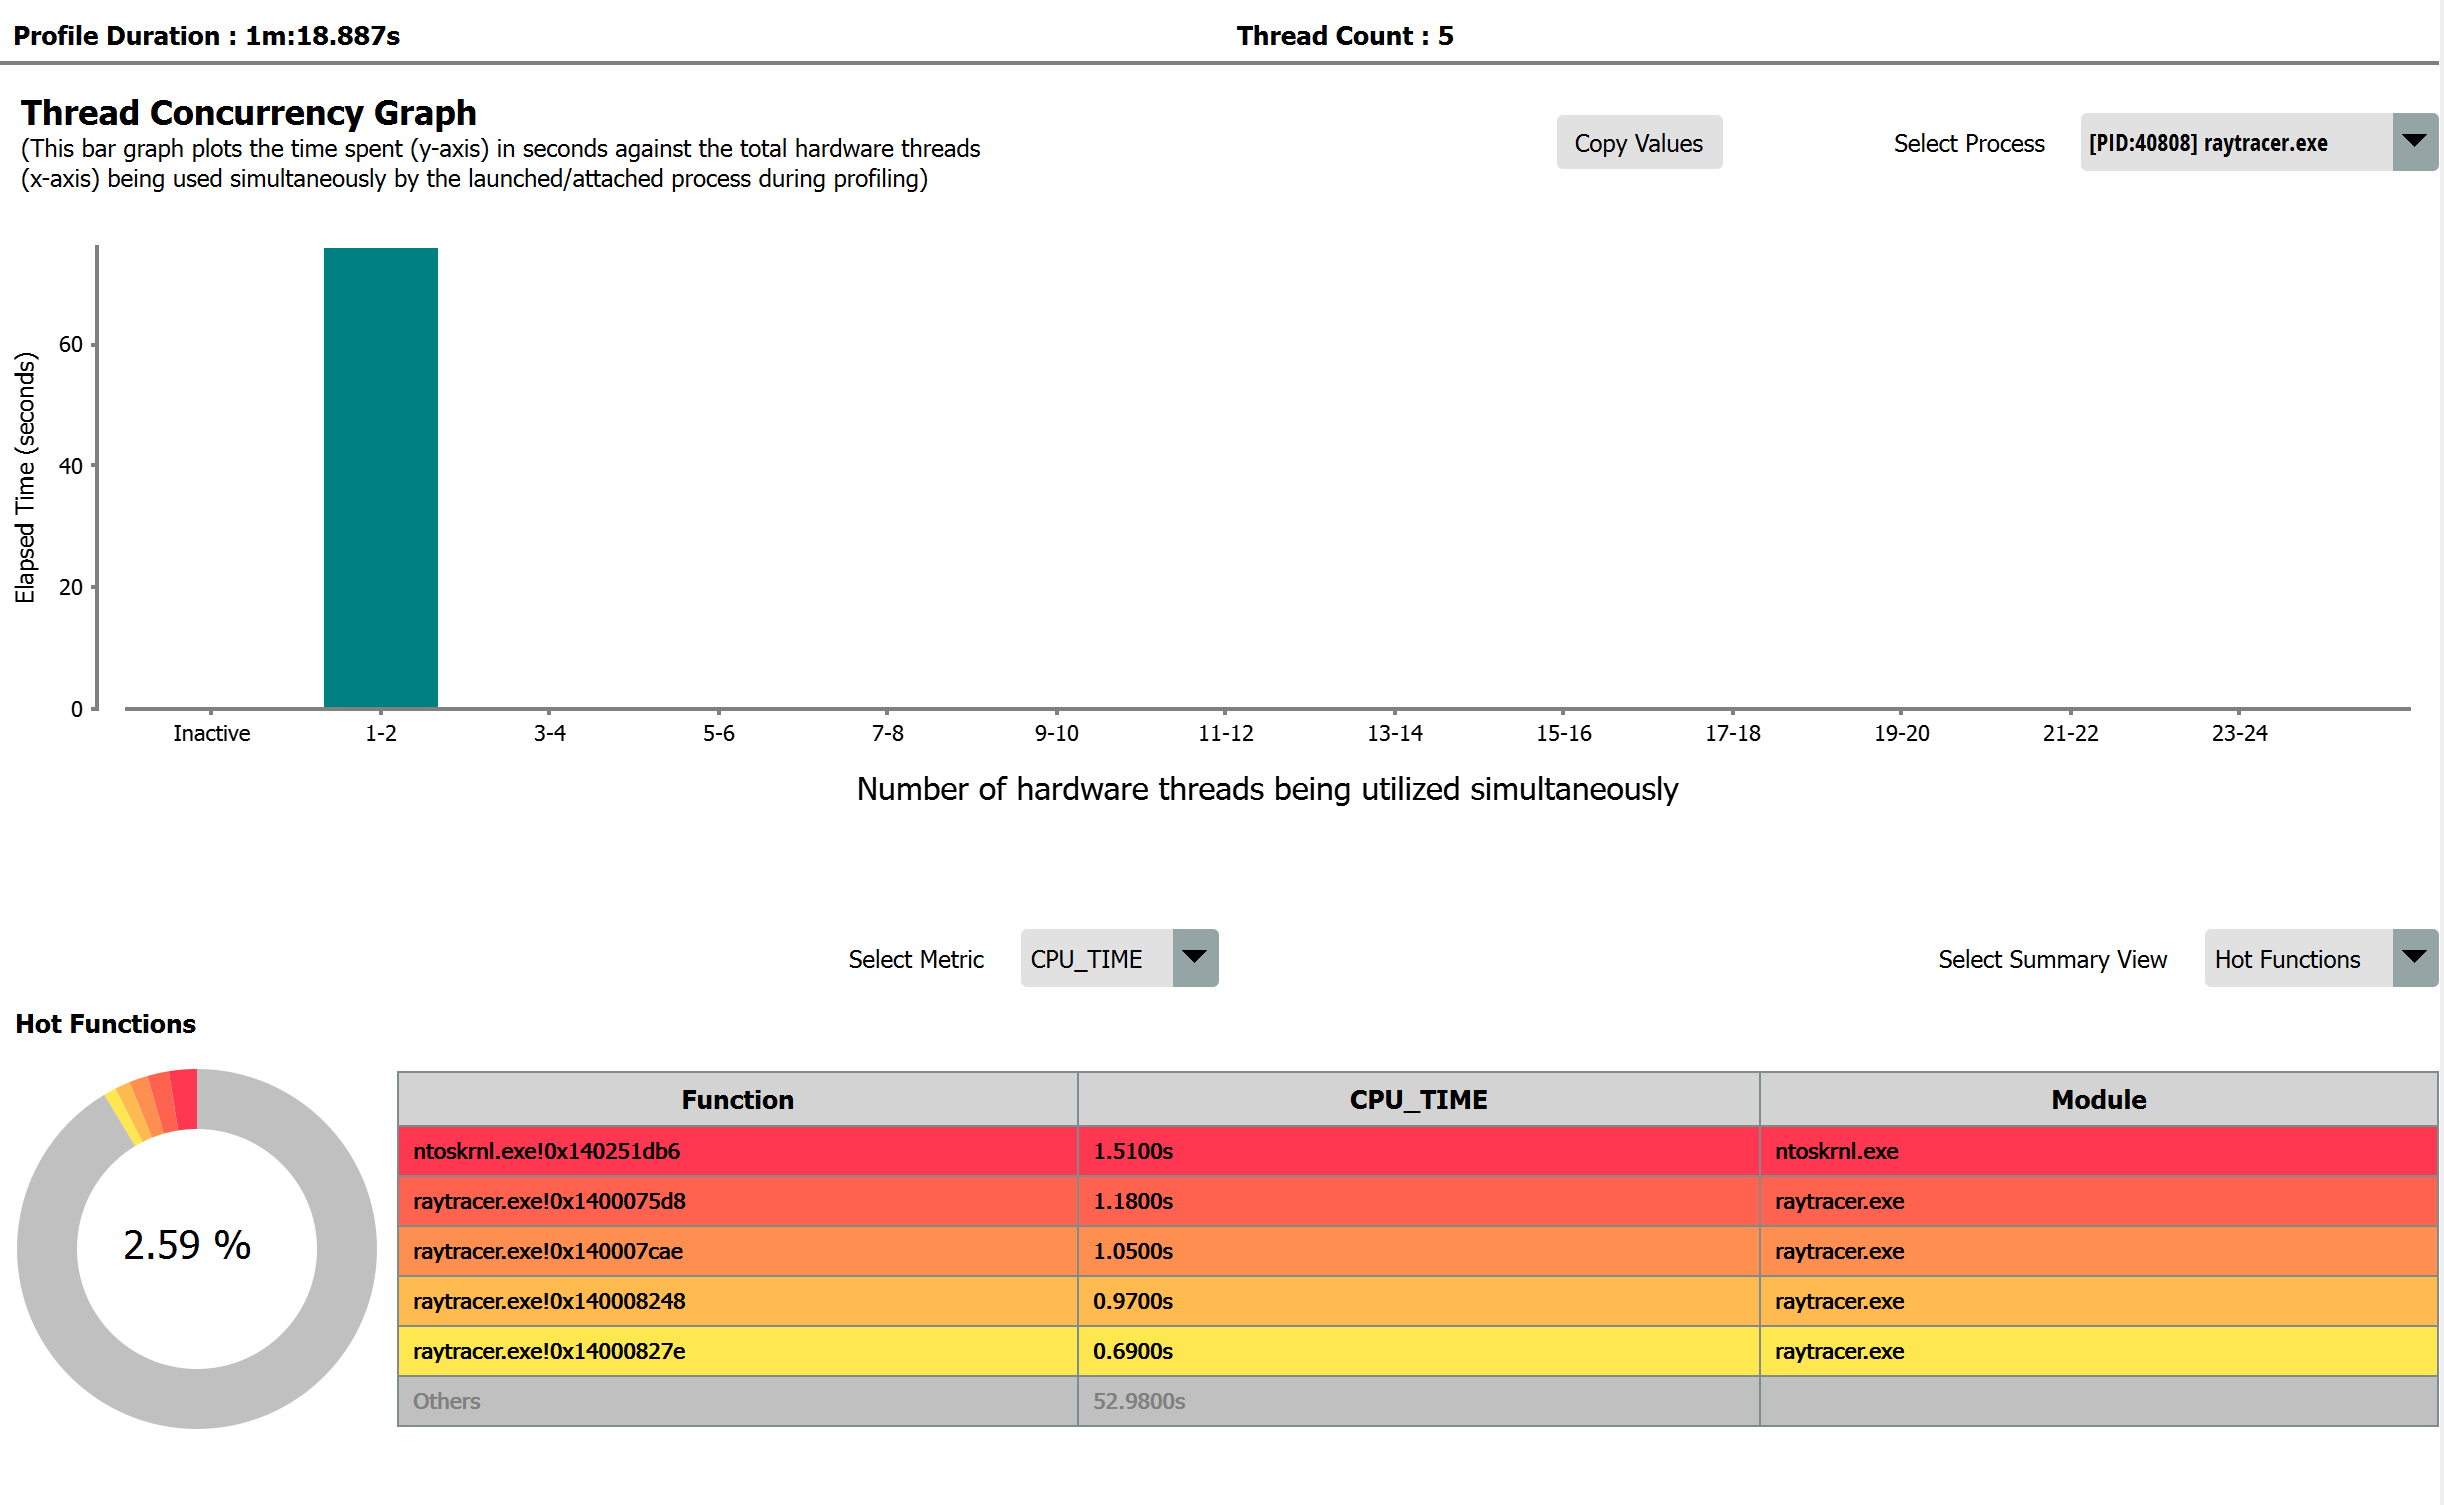 Profile Duration : 1m:18.887s
Thread Count : 5
Thread Concurrency Graph
(This bar graph plots the time spent (y-axis) in seconds against the total hardware threads
(x-axis) being used simultaneously by the launched/attached process during profiling)
Copy Values
Select Process
[PID:40808] raytracer.exe
Elapsed Time (seconds)
60
40
20
0
Inactive
1-2
3-4
5-6
7-8
9-10
11-12
13-14
15-16
17-18
19-20
21-22
23-24
Number of hardware threads being utilized simultaneously
Select Metric
CPU_TIME
Select Summary View
Hot Functions
Hot Functions
2.59 %
Function CPU_TIME Module
ntoskrnl.exe!0x140251db6 1.5100s ntoskrnl.exe
raytracer.exe!0x1400075d8 1.1800s raytracer.exe
raytracer.exe!0x140007cae 1.0500s raytracer.exe
raytracer.exe!0x140008248 0.9700s raytracer.exe
raytracer.exe!0x14000827e 0.6900s raytracer.exe
Others 52.9800s